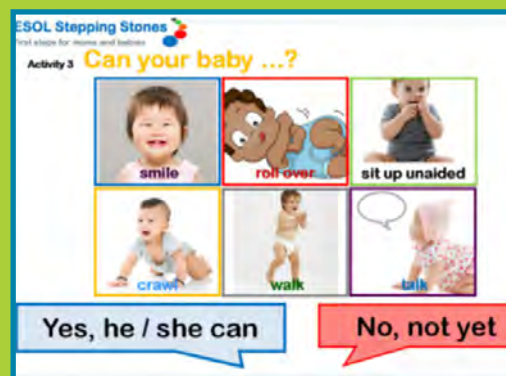 ESOL Stepping Stones
First steps for moms and babies
Activity 3 Can your baby ...?
smile roll over sit up unaided
crawl walk talk
Yes, he / she can No, not yet